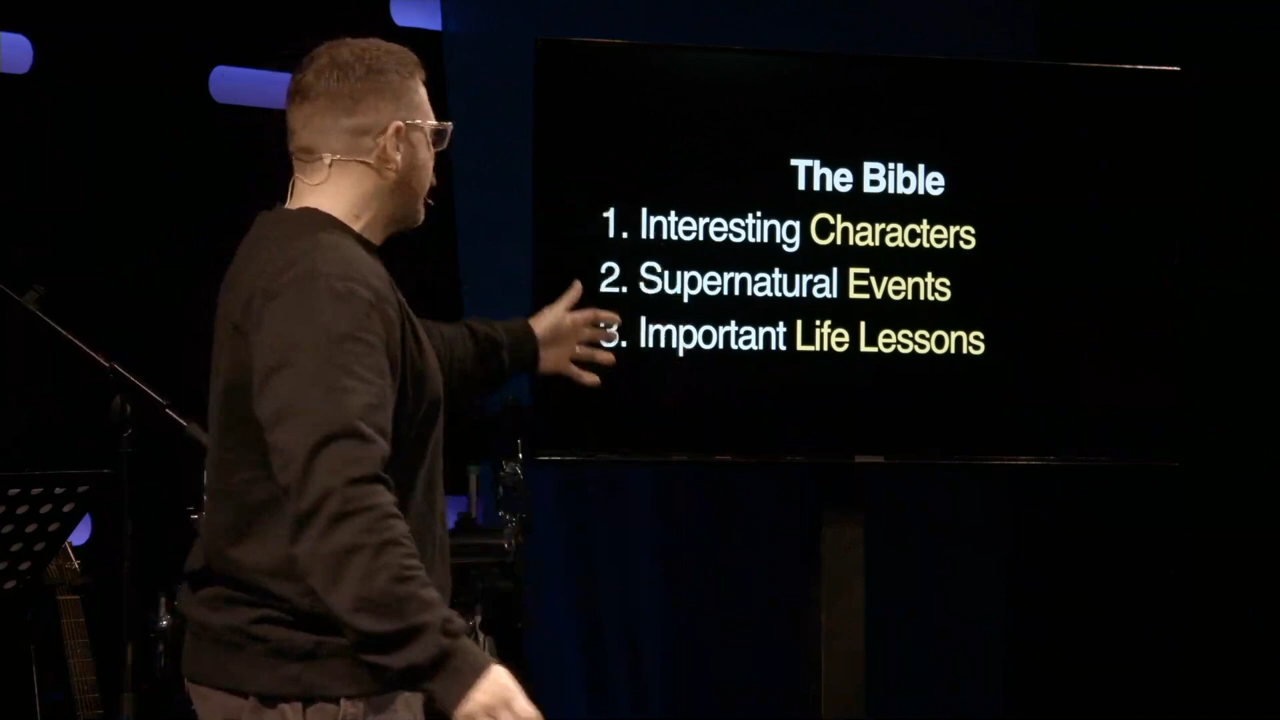 The Bible
1. Interesting Characters
2. Supernatural Events
3. Important Life Lessons